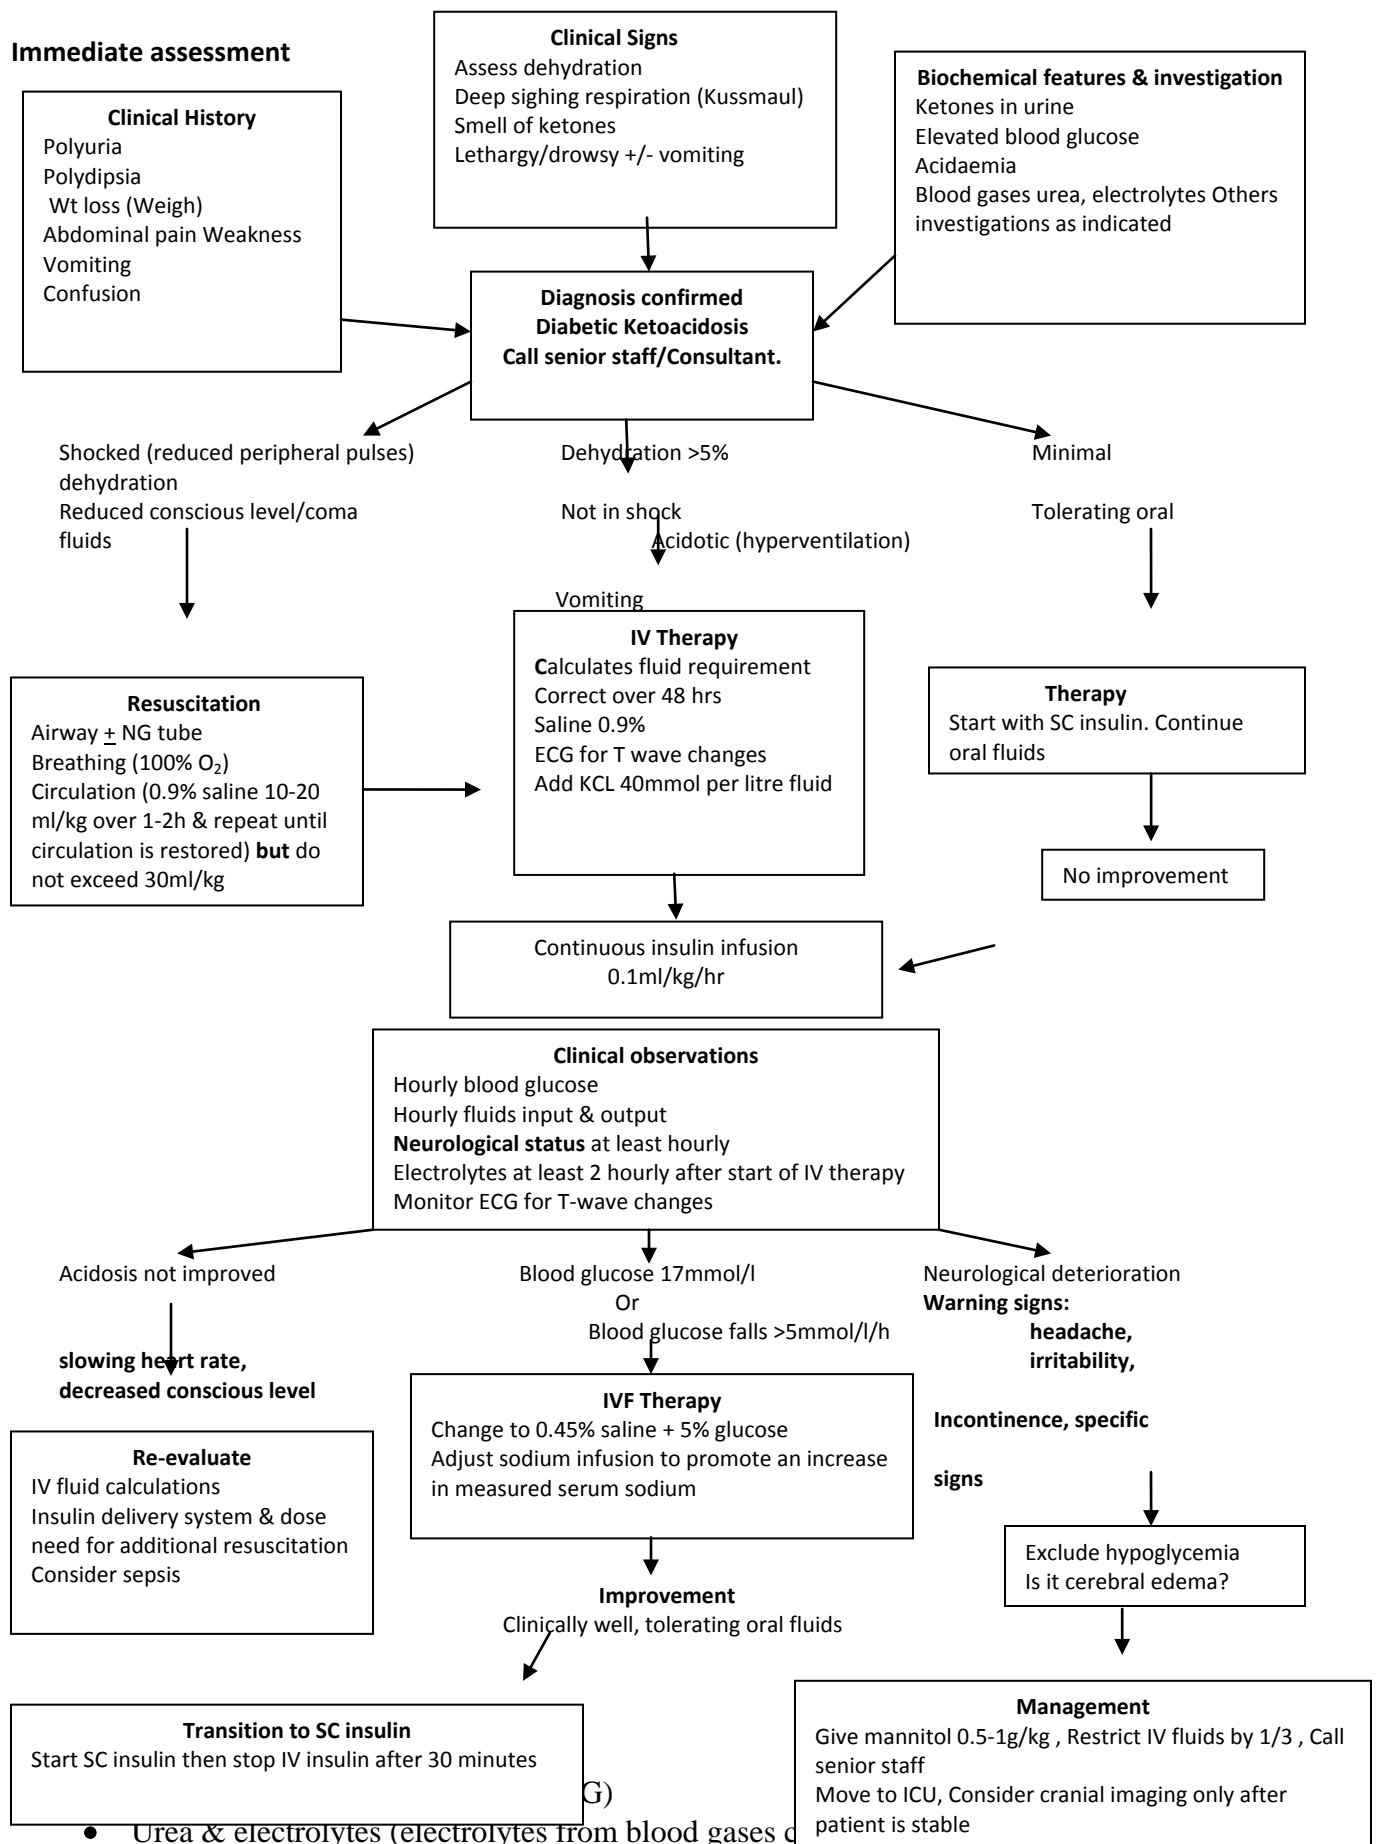 Immediate assessment
Clinical History
Polyuria
Polydipsia
Wt loss (Weigh)
Abdominal pain Weakness
Vomiting
Confusion
Clinical Signs
Assess dehydration
Deep sighing respiration (Kussmaul)
Smell of ketones
Lethargy/drowsy +/- vomiting
Biochemical features & investigation
Ketones in urine
Elevated blood glucose
Acidaemia
Blood gases urea, electrolytes Others
investigations as indicated
Diagnosis confirmed
Diabetic Ketoacidosis
Call senior staff/Consultant.
Shocked (reduced peripheral pulses)
dehydration
Reduced conscious level/coma
fluids
Dehydration >5%
Not in shock
Acidotic (hyperventilation)
Vomiting
Minimal
Tolerating oral
Resuscitation
Airway + NG tube
Breathing (100% O2)
Circulation (0.9% saline 10-20
ml/kg over 1-2h & repeat until
circulation is restored) but do
not exceed 30ml/kg
IV Therapy
Calculates fluid requirement
Correct over 48 hrs
Saline 0.9%
ECG for T wave changes
Add KCL 40mmol per litre fluid
Therapy
Start with SC insulin. Continue
oral fluids
No improvement
Continuous insulin infusion
0.1ml/kg/hr
Clinical observations
Hourly blood glucose
Hourly fluids input & output
Neurological status at least hourly
Electrolytes at least 2 hourly after start of IV therapy
Monitor ECG for T-wave changes
Acidosis not improved
slowing heart rate,
decreased conscious level
Blood glucose 17mmol/l
Or
Blood glucose falls >5mmol/l/h
Neurological deterioration
Warning signs:
headache,
irritability,
Incontinence, specific
signs
Re-evaluate
IV fluid calculations
Insulin delivery system & dose
need for additional resuscitation
Consider sepsis
IVF Therapy
Change to 0.45% saline + 5% glucose
Adjust sodium infusion to promote an increase
in measured serum sodium
Exclude hypoglycemia
Is it cerebral edema?
Improvement
Clinically well, tolerating oral fluids
Transition to SC insulin
Start SC insulin then stop IV insulin after 30 minutes
Management
Give mannitol 0.5-1g/kg , Restrict IV fluids by 1/3 , Call
senior staff
Move to ICU, Consider cranial imaging only after
patient is stable
G)
• Urea & electrolytes (electrolytes from blood gases